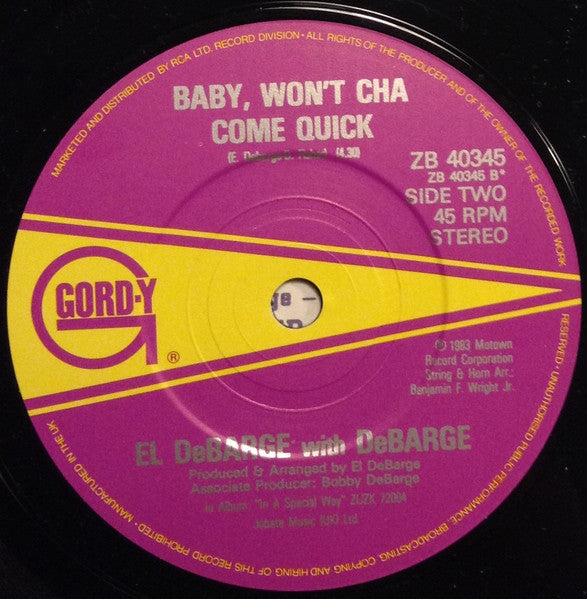 MARKETED AND DISTRIBUTED BY RCA LTD. RECORD DIVISION • ALL RIGHTS OF THE PRODUCER AND OF THE OWNER OF THE RECORDED WORK RESERVED • UNAUTHORISED PUBLIC PERFORMANCE BROADCASTING COPYING AND HIRING OF THIS RECORD PROHIBITED • MANUFACTURED IN THE UK
BABY, WON'T CHA
COME QUICK
(4.30)
ZB 40345
ZB 40345 B*
SIDE TWO
45 RPM
STEREO
GORD-Y
®
℗ 1983 Motown
Record Corporation
String & Horn Arr.:
Benjamin F. Wright Jr.
EL DeBARGE with DeBARGE
Produced & Arranged by El DeBarge
Associate Producer: Bobby DeBarge
In Album: "In A Special Way" ZL/ZK 72084
Jobete Music (UK) Ltd